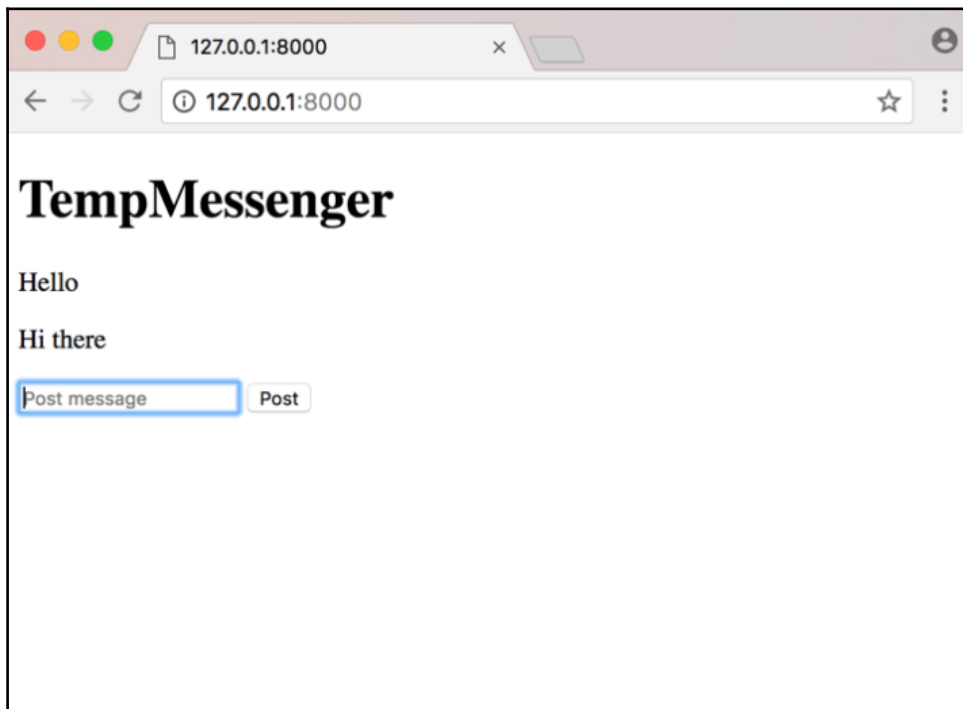 127.0.0.1:8000
127.0.0.1:8000
TempMessenger
Hello
Hi there
Post message Post